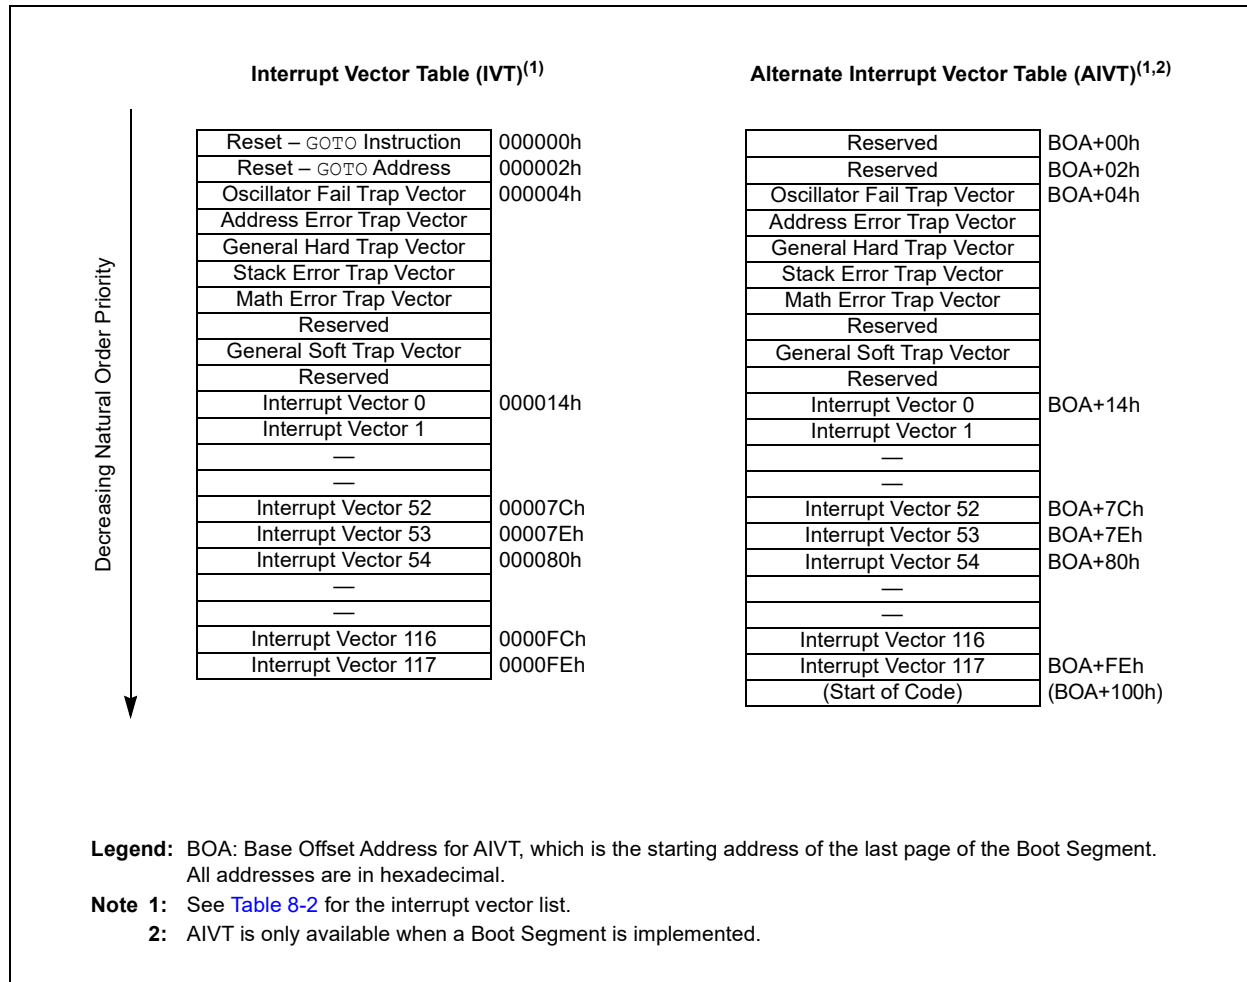 Interrupt Vector Table (IVT)(1)
Decreasing Natural Order Priority
Reset – GOTO Instruction 000000h
Reset – GOTO Address 000002h
Oscillator Fail Trap Vector 000004h
Address Error Trap Vector
General Hard Trap Vector
Stack Error Trap Vector
Math Error Trap Vector
Reserved
General Soft Trap Vector
Reserved
Interrupt Vector 0 000014h
Interrupt Vector 1
—
—
Interrupt Vector 52 00007Ch
Interrupt Vector 53 00007Eh
Interrupt Vector 54 000080h
—
—
Interrupt Vector 116 0000FCh
Interrupt Vector 117 0000FEh
Alternate Interrupt Vector Table (AIVT)(1,2)
Reserved BOA+00h
Reserved BOA+02h
Oscillator Fail Trap Vector BOA+04h
Address Error Trap Vector
General Hard Trap Vector
Stack Error Trap Vector
Math Error Trap Vector
Reserved
General Soft Trap Vector
Reserved
Interrupt Vector 0 BOA+14h
Interrupt Vector 1
—
—
Interrupt Vector 52 BOA+7Ch
Interrupt Vector 53 BOA+7Eh
Interrupt Vector 54 BOA+80h
—
—
Interrupt Vector 116
Interrupt Vector 117 BOA+FEh
(Start of Code) (BOA+100h)
Legend: BOA: Base Offset Address for AIVT, which is the starting address of the last page of the Boot Segment.
All addresses are in hexadecimal.
Note 1: See Table 8-2 for the interrupt vector list.
2: AIVT is only available when a Boot Segment is implemented.